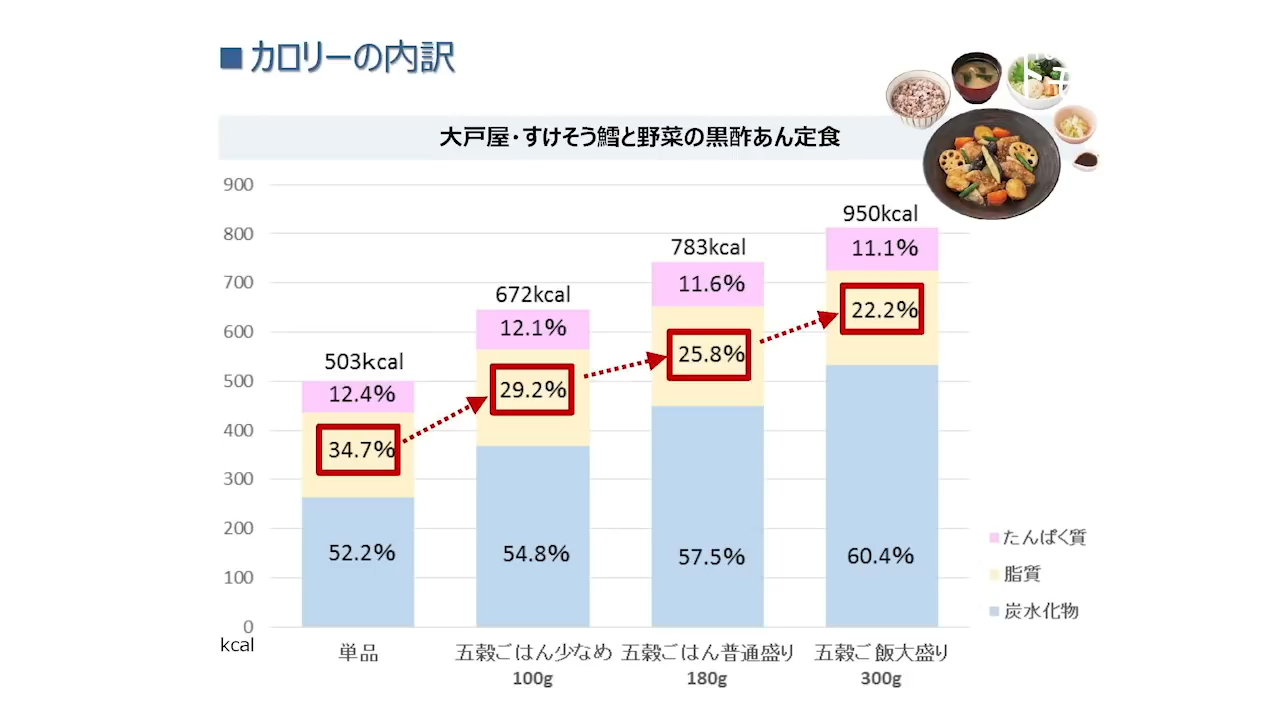 ■カロリーの内訳
大戸屋・すけそう鱈と野菜の黒酢あん定食
900
800
700
600
500
400
300
200
100
0
kcal
503kcal
12.4%
34.7%
52.2%
672kcal
12.1%
29.2%
54.8%
783kcal
11.6%
25.8%
57.5%
950kcal
11.1%
22.2%
60.4%
たんぱく質
脂質
炭水化物
単品
五穀ごはん少なめ
100g
五穀ごはん普通盛り
180g
五穀ご飯大盛り
300g